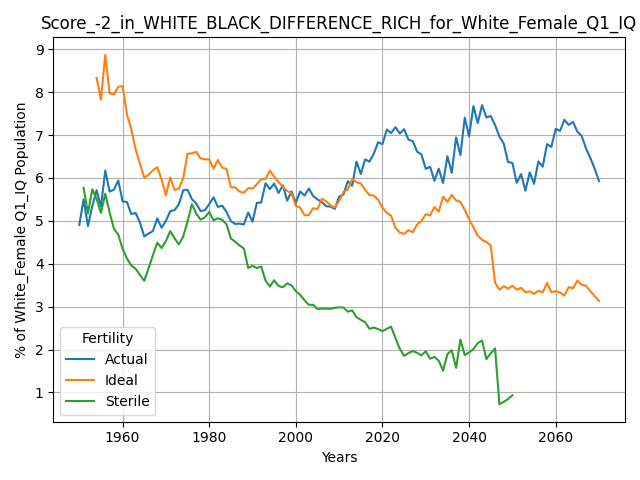 Score_-2_in_WHITE_BLACK_DIFFERENCE_RICH_for_White_Female_Q1_IQ
% of White_Female Q1_IQ Population
9
8
7
6
5
4
3
2
1
Fertility
Actual
Ideal
Sterile
1960 1980 2000 2020 2040 2060
Years